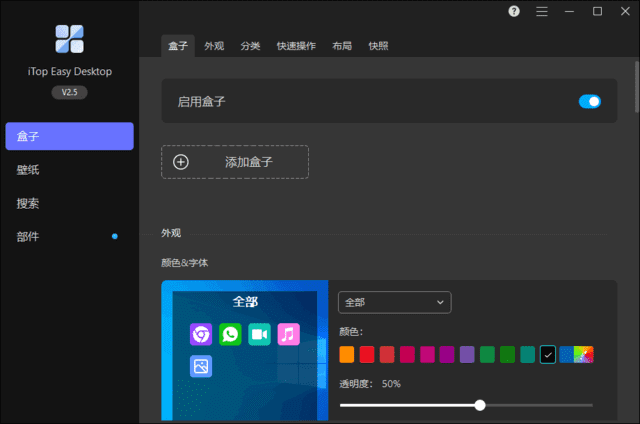 iTop Easy Desktop
V2.5
盒子
壁纸
搜索
部件
盒子 外观 分类 快速操作 布局 快照
启用盒子
添加盒子
外观
颜色&字体
全部
全部
颜色：
透明度： 50%